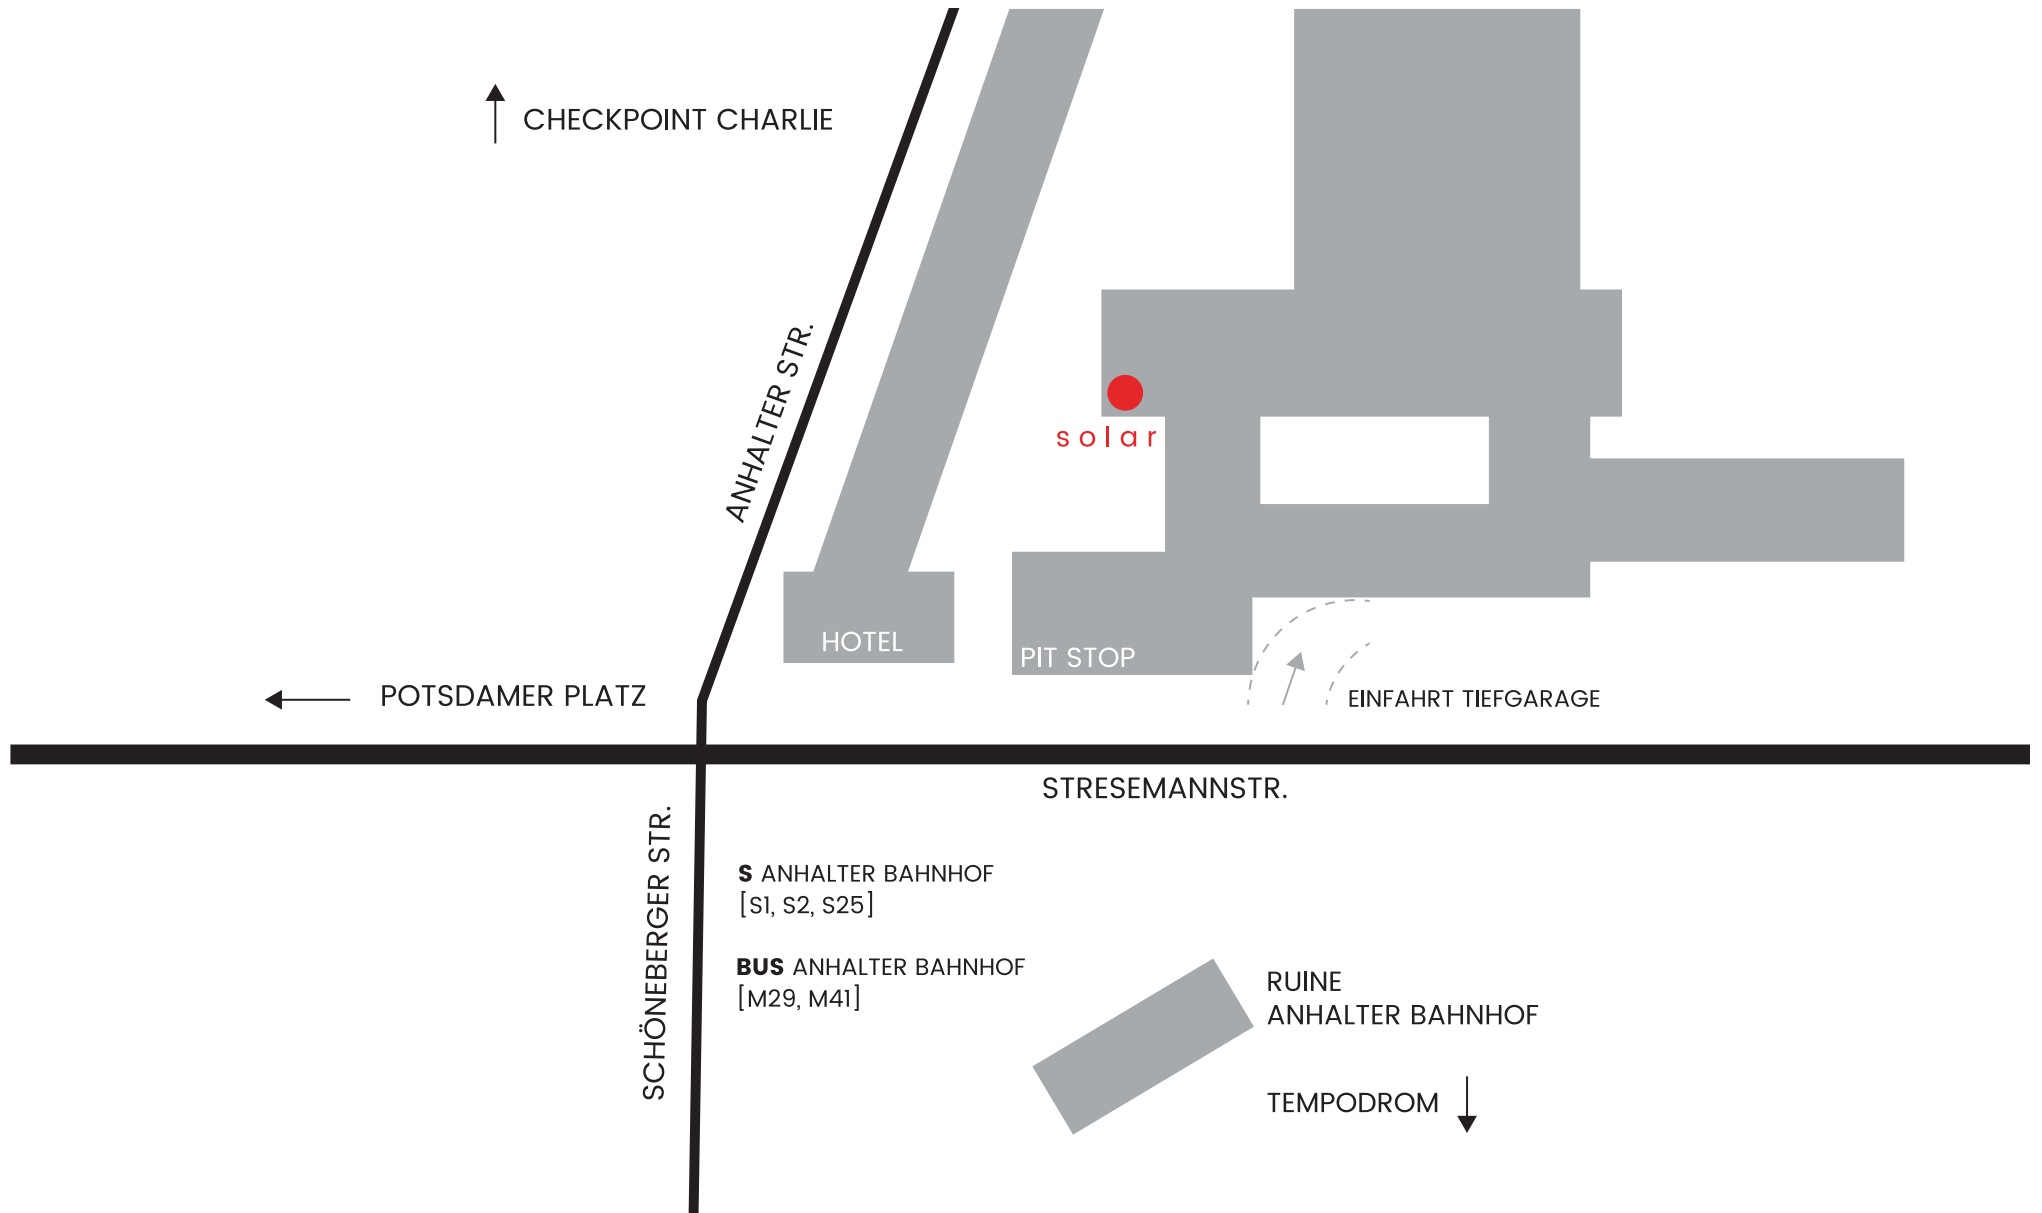 CHECKPOINT CHARLIE
ANHALTER STR.
solar
HOTEL
PIT STOP
POTSDAMER PLATZ
EINFAHRT TIEFGARAGE
STRESEMANNSTR.
SCHÖNEBERGER STR.
S ANHALTER BAHNHOF
[S1, S2, S25]
BUS ANHALTER BAHNHOF
[M29, M41]
RUINE
ANHALTER BAHNHOF
TEMPODROM